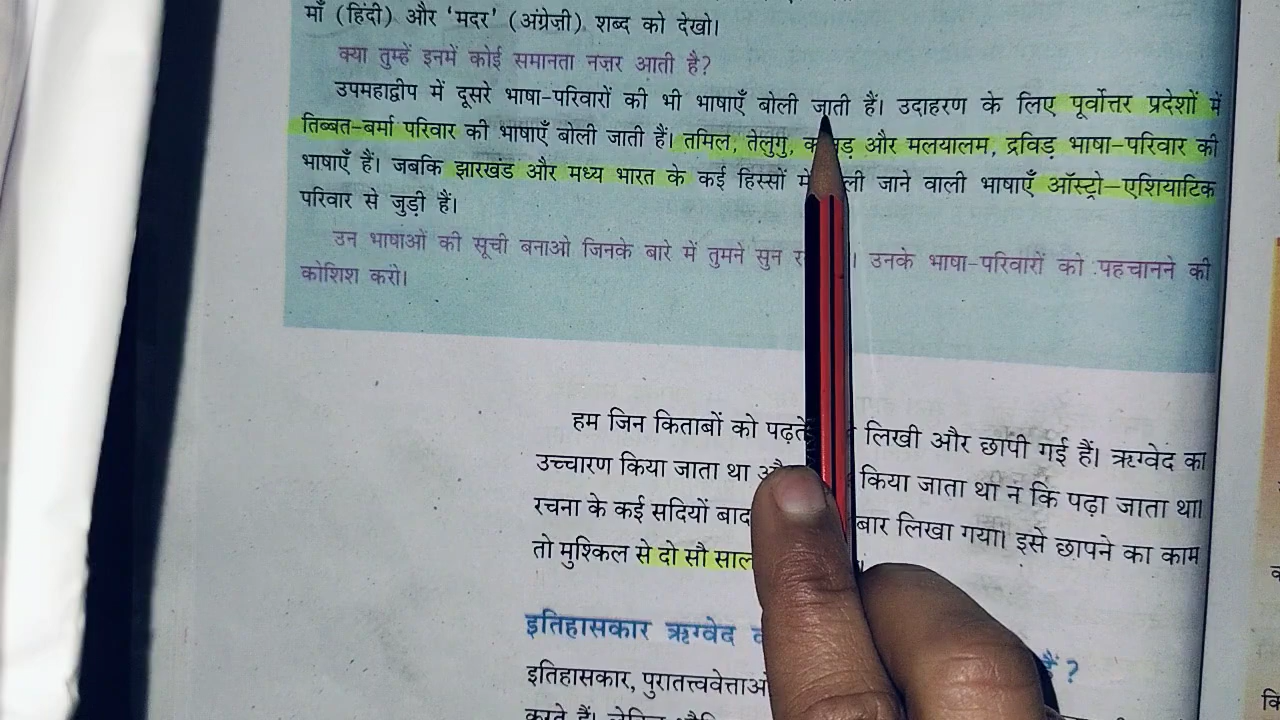 माँ (हिंदी) और 'मदर' (अंग्रेज़ी) शब्द को देखो।
क्या तुम्हें इनमें कोई समानता नज़र आती है?
उपमहाद्वीप में दूसरे भाषा-परिवारों की भी भाषाएँ बोली जाती हैं। उदाहरण के लिए पूर्वोत्तर प्रदेशों में
तिब्बत-बर्मा परिवार की भाषाएँ बोली जाती हैं। तमिल, तेलुगु, और मलयालम, द्रविड़ भाषा-परिवार की
भाषाएँ हैं। जबकि झारखंड और मध्य भारत के कई हिस्सों में जाने वाली भाषाएँ ऑस्ट्रो-एशियाटिक
परिवार से जुड़ी हैं।
उन भाषाओं की सूची बनाओ जिनके बारे में तुमने सुन उनके भाषा-परिवारों को पहचानने की
कोशिश करो।
हम जिन किताबों को पढ़ते लिखी और छापी गई हैं। ऋग्वेद का
उच्चारण किया जाता था किया जाता था न कि पढ़ा जाता था।
रचना के कई सदियों बाद बार लिखा गया। इसे छापने का काम
तो मुश्किल से दो सौ साल
इतिहासकार ऋग्वेद हैं ?
इतिहासकार, पुरातत्त्ववेत्ताओं
करते हैं।